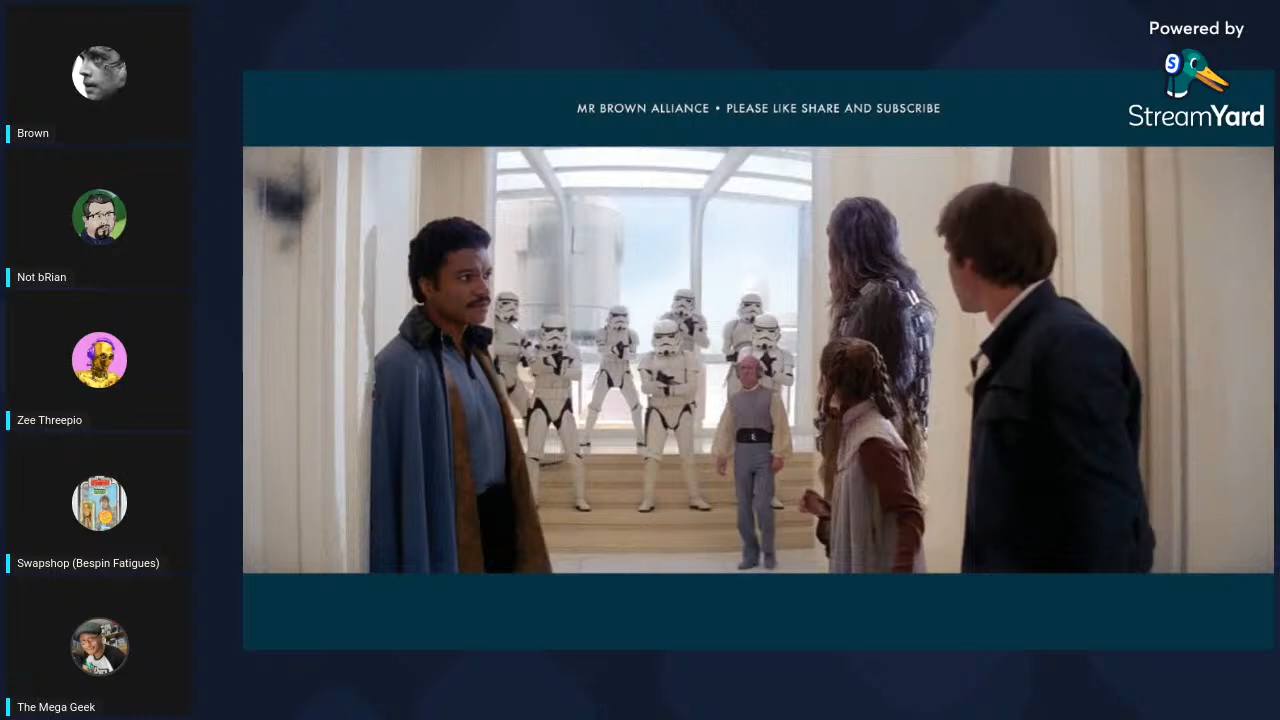 Powered by
StreamYard
MR BROWN ALLIANCE • PLEASE LIKE SHARE AND SUBSCRIBE
Brown
Not bRian
Zee Threepio
Swapshop (Bespin Fatigues)
The Mega Geek